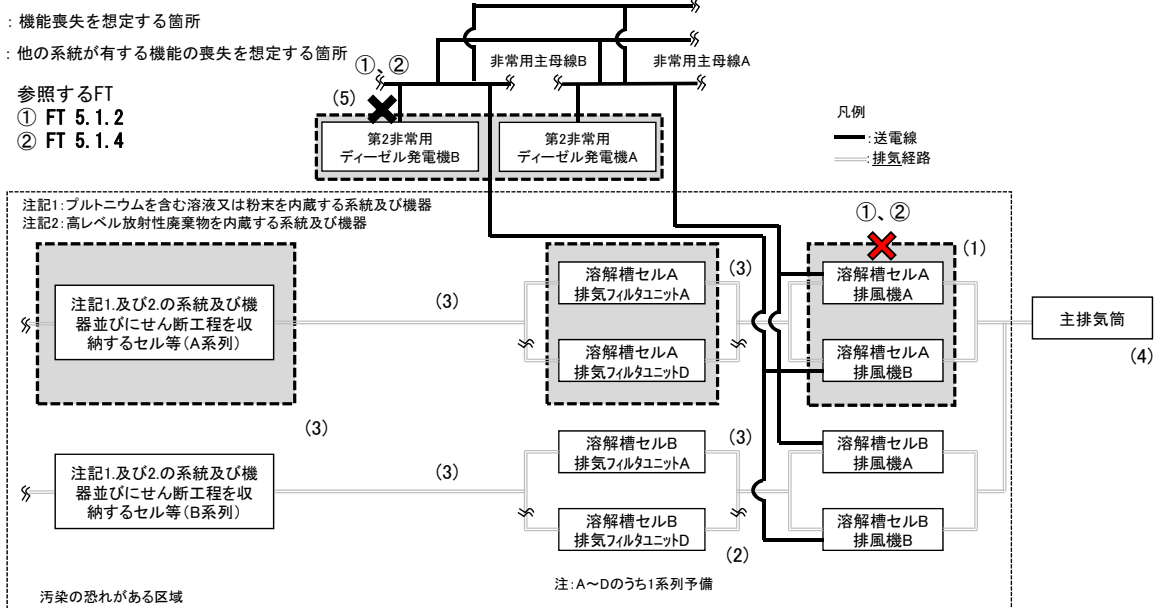 : 機能喪失を想定する箇所
: 他の系統が有する機能の喪失を想定する箇所
参照するFT
① FT 5.1.2
② FT 5.1.4
①、②
(5)
非常用主母線B
非常用主母線A
第2非常用
ディーゼル発電機B
第2非常用
ディーゼル発電機A
凡例
:送電線
:排気経路
注記1:プルトニウムを含む溶液又は粉末を内蔵する系統及び機器
注記2:高レベル放射性廃棄物を内蔵する系統及び機器
①、②
(1)
注記1.及び2.の系統及び機
器並びにせん断工程を収
納するセル等(A系列)
(3)
溶解槽セルA
排気フィルタユニットA
(3)
溶解槽セルA
排風機A
溶解槽セルA
排気フィルタユニットD
溶解槽セルA
排風機B
主排気筒
(4)
(3)
注記1.及び2.の系統及び機
器並びにせん断工程を収
納するセル等(B系列)
(3)
溶解槽セルB
排気フィルタユニットA
(3)
溶解槽セルB
排風機A
溶解槽セルB
排気フィルタユニットD
(2)
溶解槽セルB
排風機B
注:A~Dのうち1系列予備
汚染の恐れがある区域